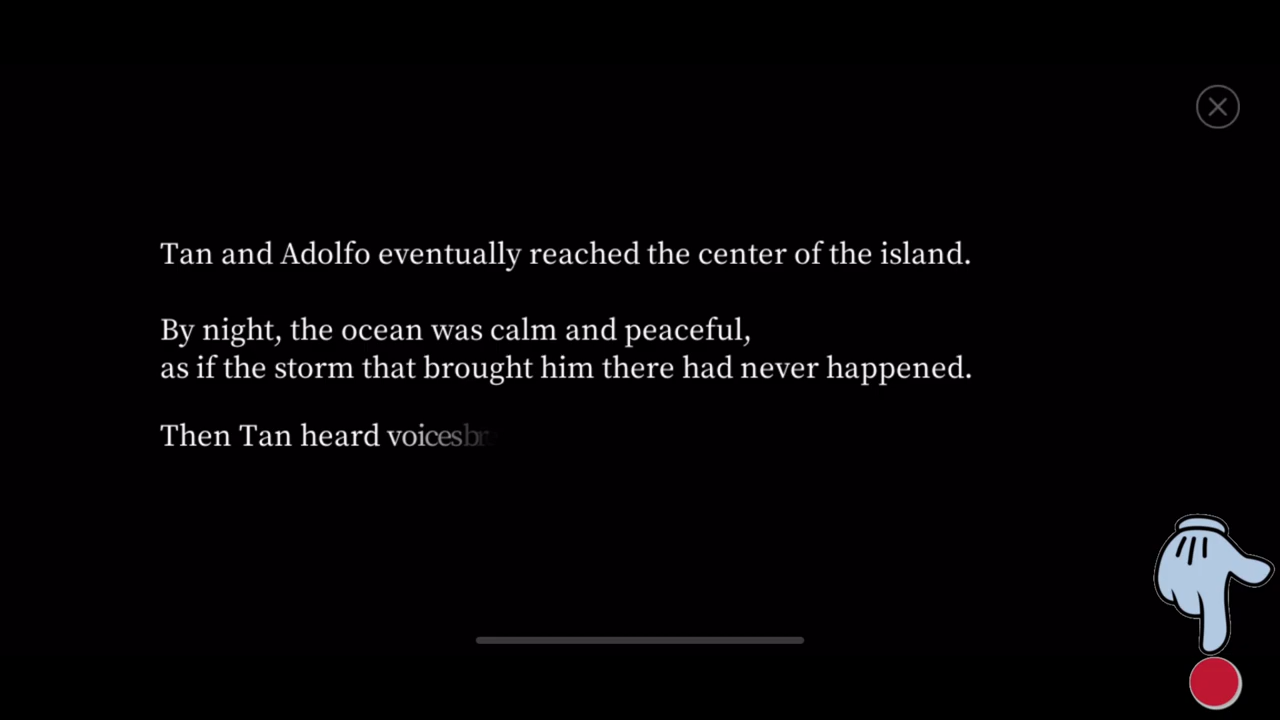 Tan and Adolfo eventually reached the center of the island.
By night, the ocean was calm and peaceful,
as if the storm that brought him there had never happened.
Then Tan heard voices